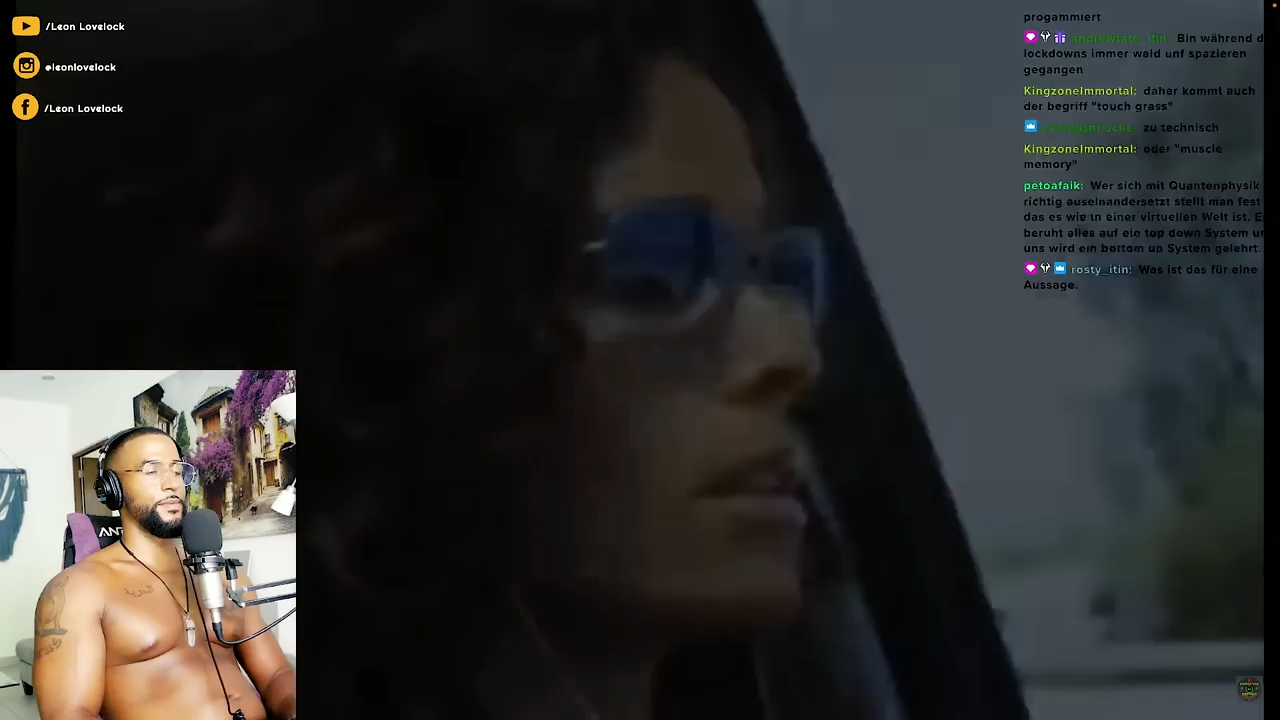 /Leon Lovelock
@leonlovelock
/Leon Lovelock
progammiert
andrewtate_itin: Bin während d
lockdowns immer wald unf spazieren
gegangen
KingzoneImmortal: daher kommt auch
der begriff "touch grass"
zu technisch
KingzoneImmortal: oder "muscle
memory"
petoafaik: Wer sich mit Quantenphysik
richtig auseinandersetzt stellt man fest
das es wie in einer virtuellen Welt ist. E
beruht alles auf ein top down System u
uns wird ein bottom up System gelehrt.
rosty_itin: Was ist das für eine
Aussage.